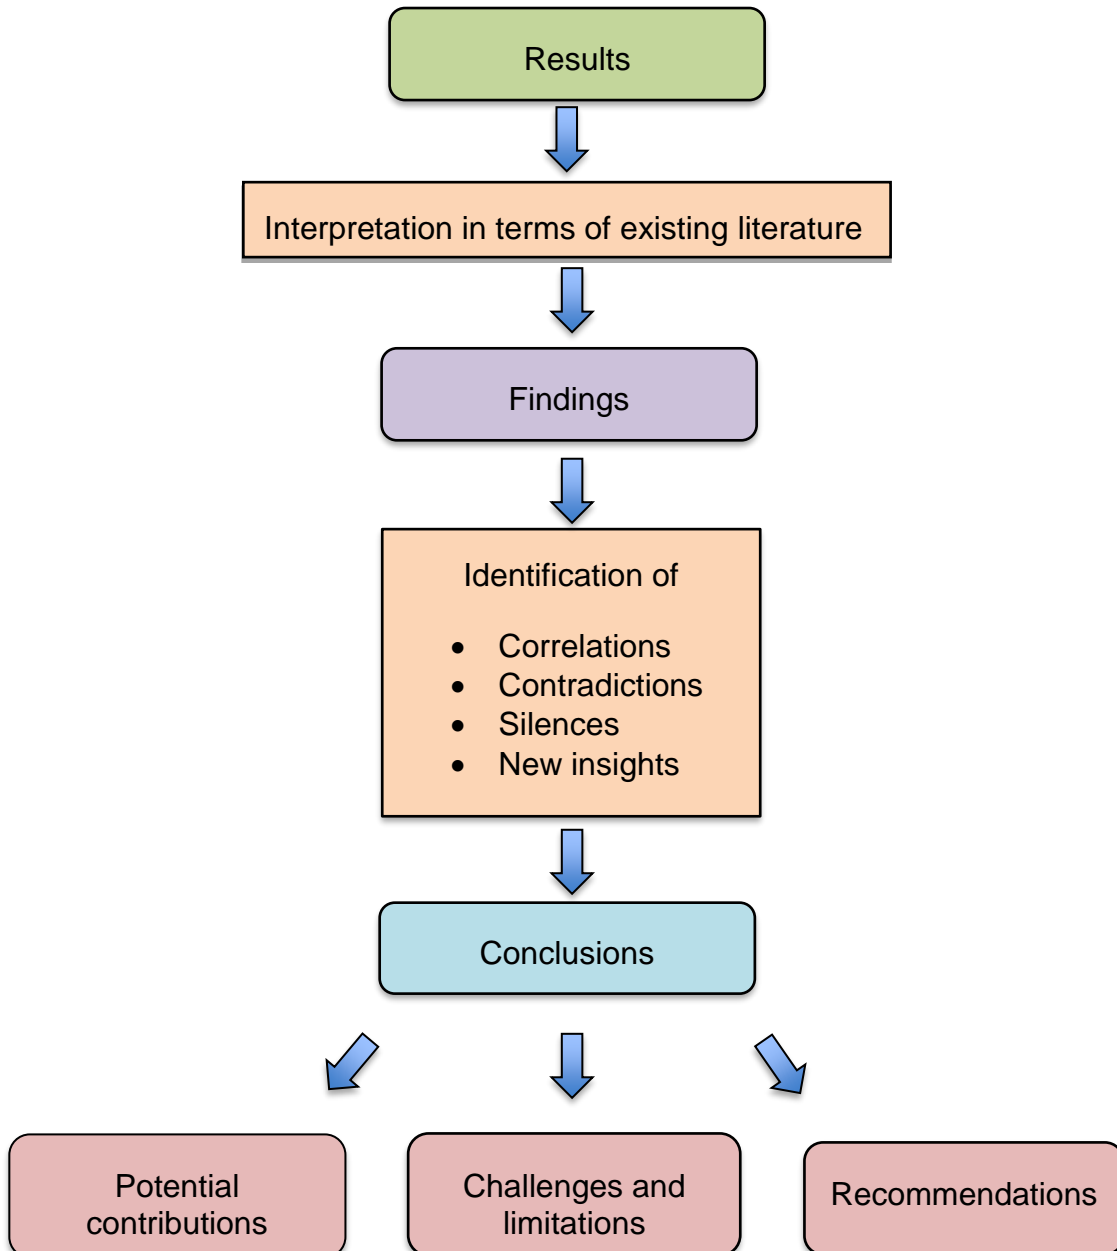 Results
Interpretation in terms of existing literature
Findings
Identification of
• Correlations
• Contradictions
• Silences
• New insights
Conclusions
Potential
contributions
Challenges and
limitations
Recommendations